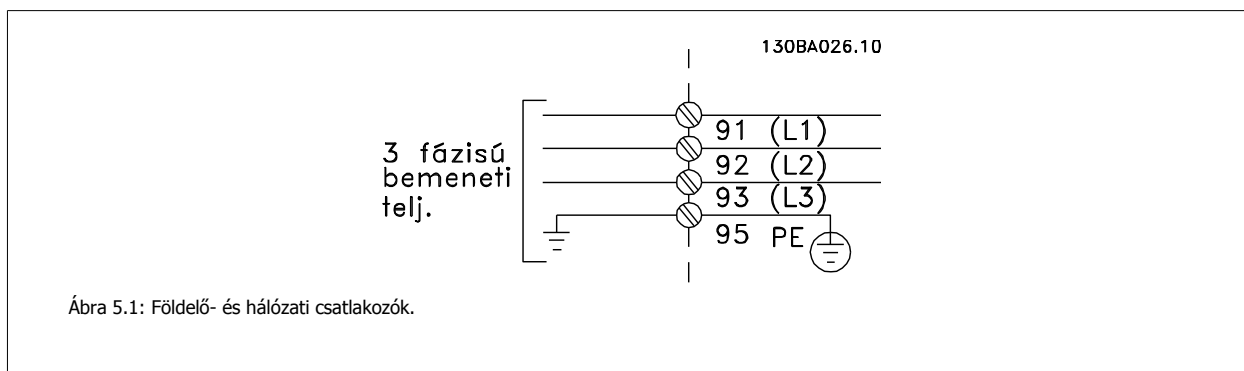 130BA026.10
3 fázisú
bemeneti
telj.
91 (L1)
92 (L2)
93 (L3)
95 PE
Ábra 5.1: Földelő- és hálózati csatlakozók.